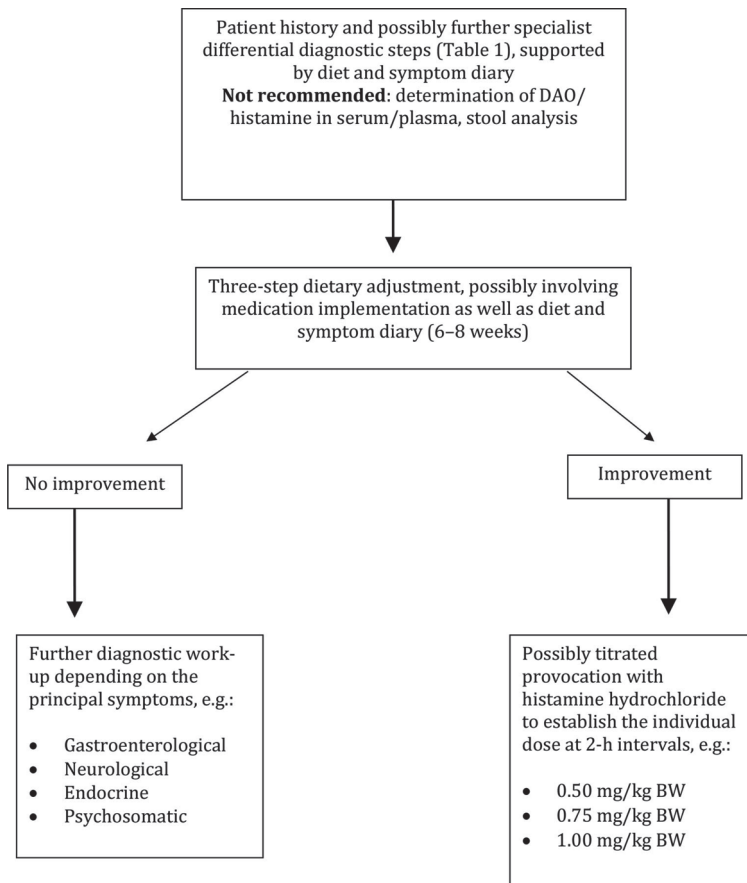 Patient history and possibly further specialist
differential diagnostic steps (Table 1), supported
by diet and symptom diary
Not recommended: determination of DAO/
histamine in serum/plasma, stool analysis
Three-step dietary adjustment, possibly involving
medication implementation as well as diet and
symptom diary (6–8 weeks)
No improvement
Improvement
Further diagnostic work-
up depending on the
principal symptoms, e.g.:
• Gastroenterological
• Neurological
• Endocrine
• Psychosomatic
Possibly titrated
provocation with
histamine hydrochloride
to establish the individual
dose at 2-h intervals, e.g.:
• 0.50 mg/kg BW
• 0.75 mg/kg BW
• 1.00 mg/kg BW